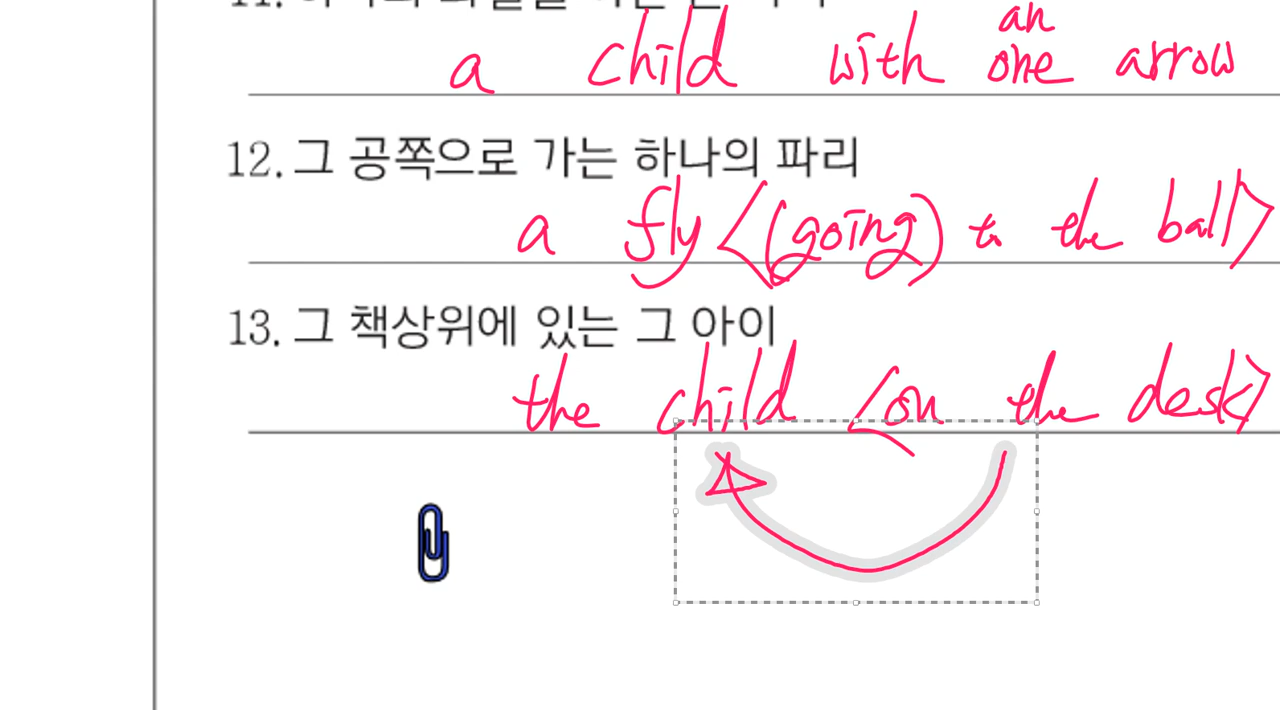 an
a child with one arrow
12. 그 공쪽으로 가는 하나의 파리
a fly <(going) to the ball>
13. 그 책상위에 있는 그 아이
the child <on the desk>